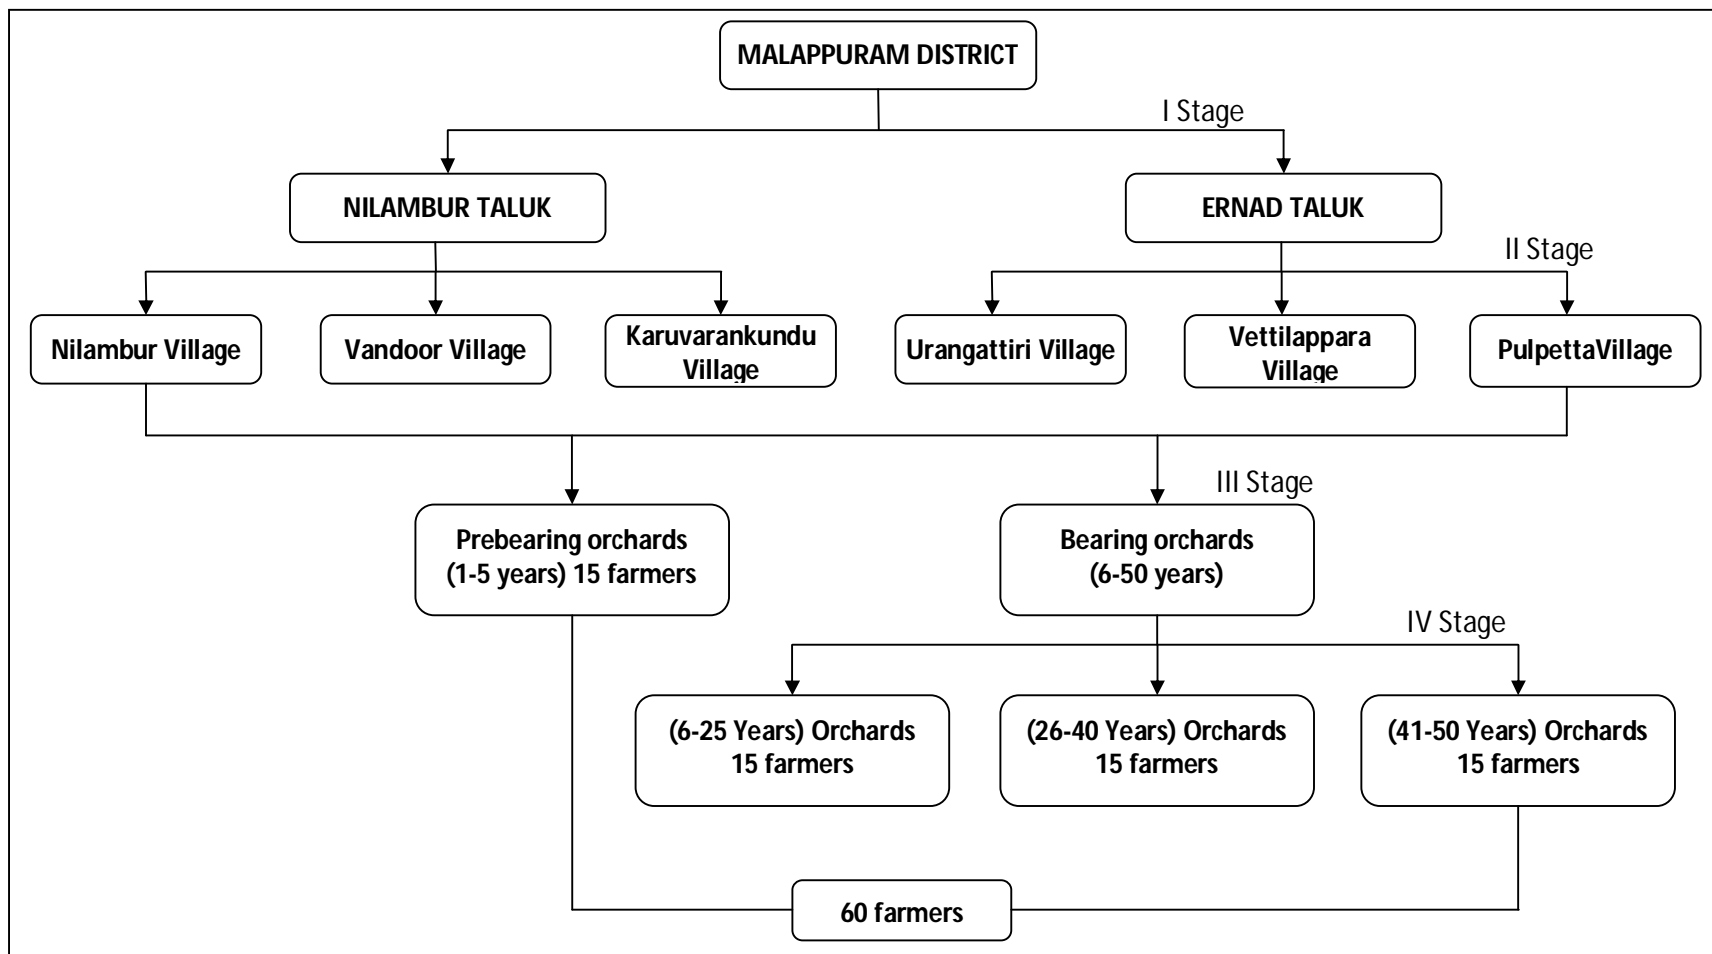 MALAPPURAM DISTRICT
I Stage
NILAMBUR TALUK
ERNAD TALUK
II Stage
Nilambur Village
Vandoor Village
Karuvarankundu
Village
Urangattiri Village
Vettilappara
Village
PulpettaVillage
III Stage
Prebearing orchards
(1-5 years) 15 farmers
Bearing orchards
(6-50 years)
IV Stage
(6-25 Years) Orchards
15 farmers
(26-40 Years) Orchards
15 farmers
(41-50 Years) Orchards
15 farmers
60 farmers